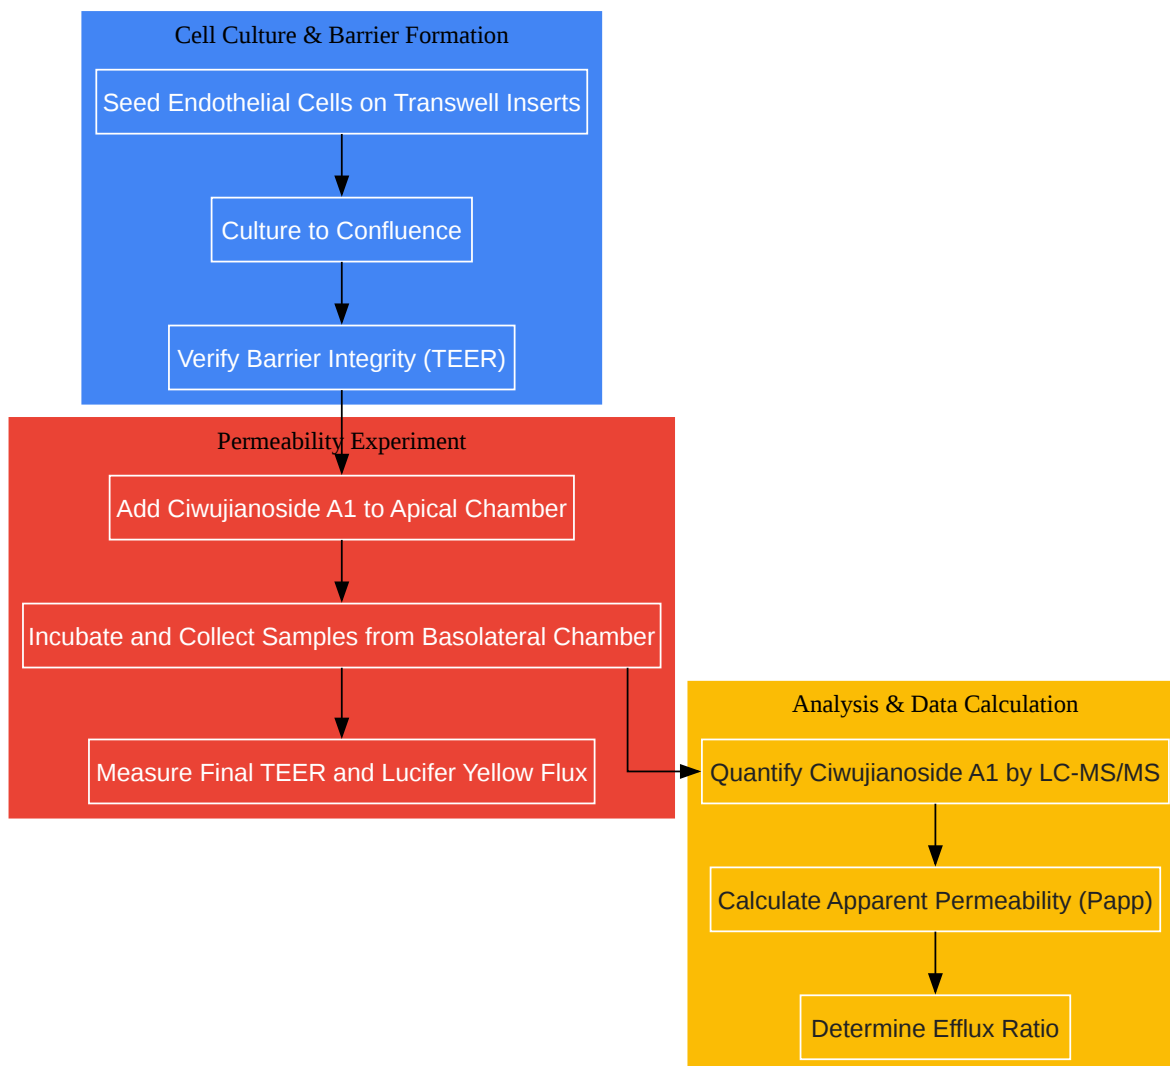 Cell Culture & Barrier Formation
Seed Endothelial Cells on Transwell Inserts
Culture to Confluence
Verify Barrier Integrity (TEER)
Permeability Experiment
Add Ciwujianoside A1 to Apical Chamber
Incubate and Collect Samples from Basolateral Chamber
Measure Final TEER and Lucifer Yellow Flux
Analysis & Data Calculation
Quantify Ciwujianoside A1 by LC-MS/MS
Calculate Apparent Permeability (Papp)
Determine Efflux Ratio